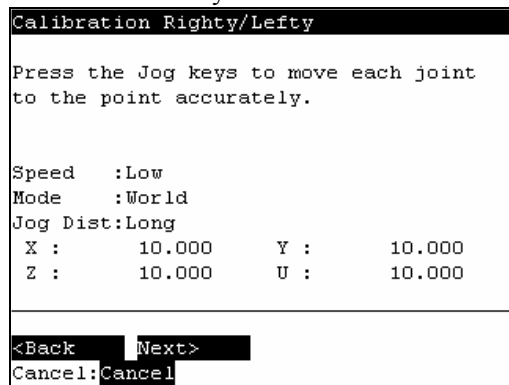 Calibration Righty/Lefty
Press the Jog keys to move each joint
to the point accurately.
Speed :Low
Mode :World
Jog Dist:Long
X : 10.000 Y : 10.000
Z : 10.000 U : 10.000
<Back Next>
Cancel:Cancel